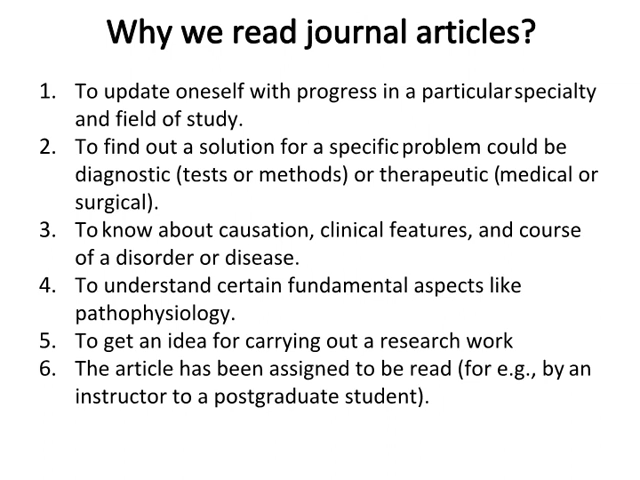 Why we read journal articles?
1. To update oneself with progress in a particular specialty
and field of study.
2. To find out a solution for a specific problem could be
diagnostic (tests or methods) or therapeutic (medical or
surgical).
3. To know about causation, clinical features, and course
of a disorder or disease.
4. To understand certain fundamental aspects like
pathophysiology.
5. To get an idea for carrying out a research work
6. The article has been assigned to be read (for e.g., by an
instructor to a postgraduate student).